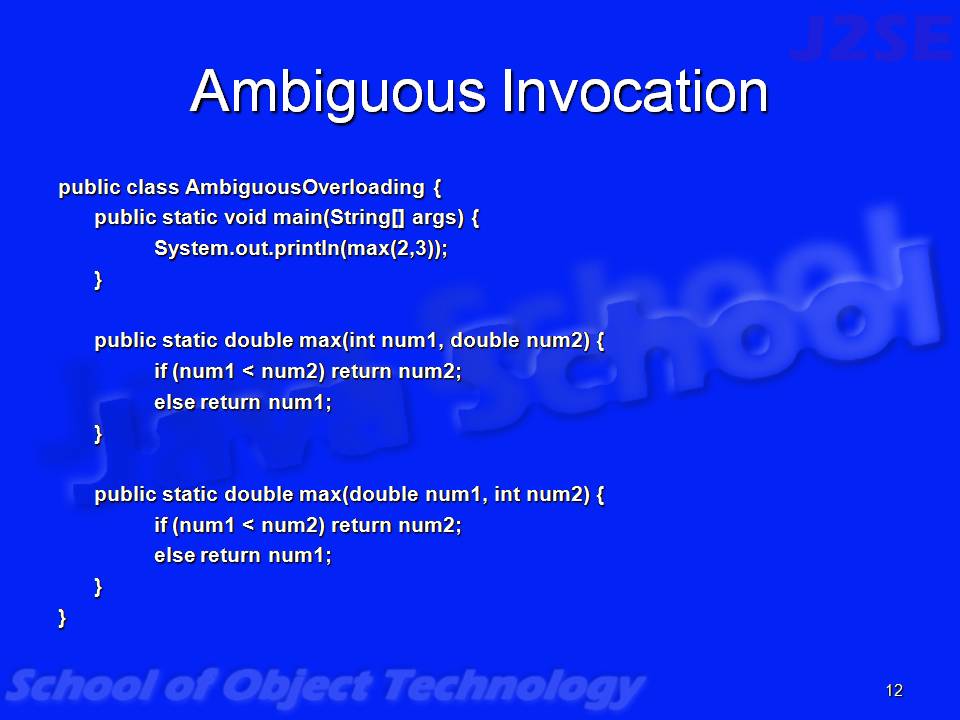 J2SE
Ambiguous Invocation
public class AmbiguousOverloading {
public static void main(String[] args) {
System.out.println(max(2,3));
}
public static double max(int num1, double num2) {
if (num1 < num2) return num2;
else return num1;
}
public static double max(double num1, int num2) {
if (num1 < num2) return num2;
else return num1;
}
}
Java School
School of Object Technology
12